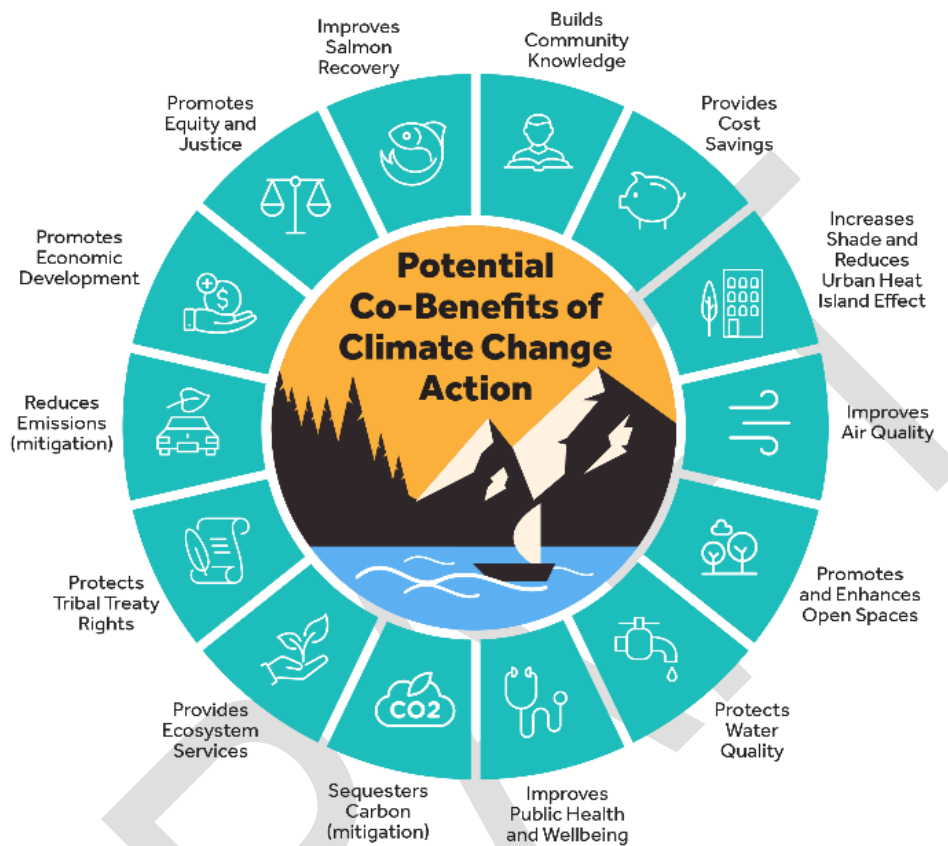 Potential
Co-Benefits of
Climate Change
Action
Builds
Community
Knowledge
Provides
Cost
Savings
Increases
Shade and
Reduces
Urban Heat
Island Effect
Improves
Air Quality
Promotes
and Enhances
Open Spaces
Protects
Water
Quality
Improves
Public Health
and Wellbeing
Sequesters
Carbon
(mitigation)
CO2
Provides
Ecosystem
Services
Protects
Tribal Treaty
Rights
Reduces
Emissions
(mitigation)
Promotes
Economic
Development
$
Promotes
Equity and
Justice
Improves
Salmon
Recovery